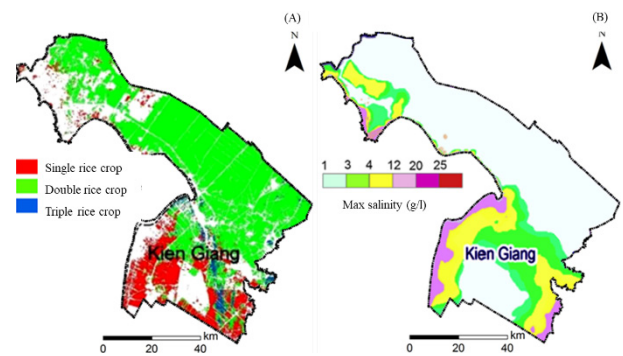 (A)
N
Single rice crop
Double rice crop
Triple rice crop
Kien Giang
km
0 20 40
(B)
N
1 3 4 12 20 25
Max salinity (g/l)
Kien Giang
km
0 20 40